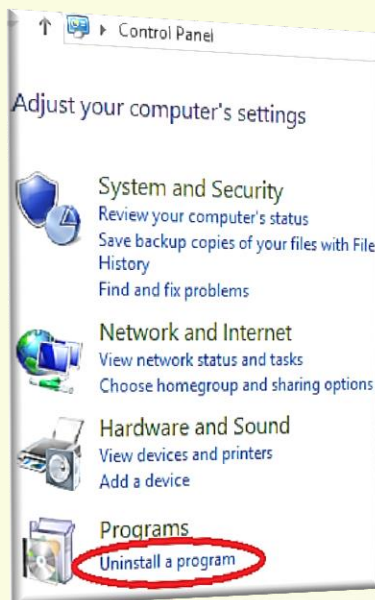 Control Panel
Adjust your computer's settings
System and Security
Review your computer's status
Save backup copies of your files with File
History
Find and fix problems
Network and Internet
View network status and tasks
Choose homegroup and sharing options
Hardware and Sound
View devices and printers
Add a device
Programs
Uninstall a program